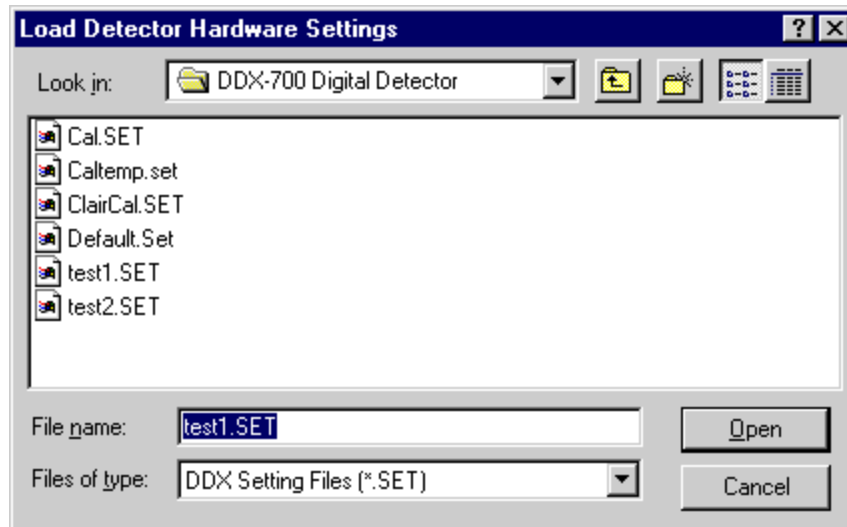 Load Detector Hardware Settings
Look in: DDX-700 Digital Detector
Cal.SET
Caltemp.set
ClairCal.SET
Default.Set
test1.SET
test2.SET
File name: test1.SET Open
Files of type: DDX Setting Files (*.SET) Cancel